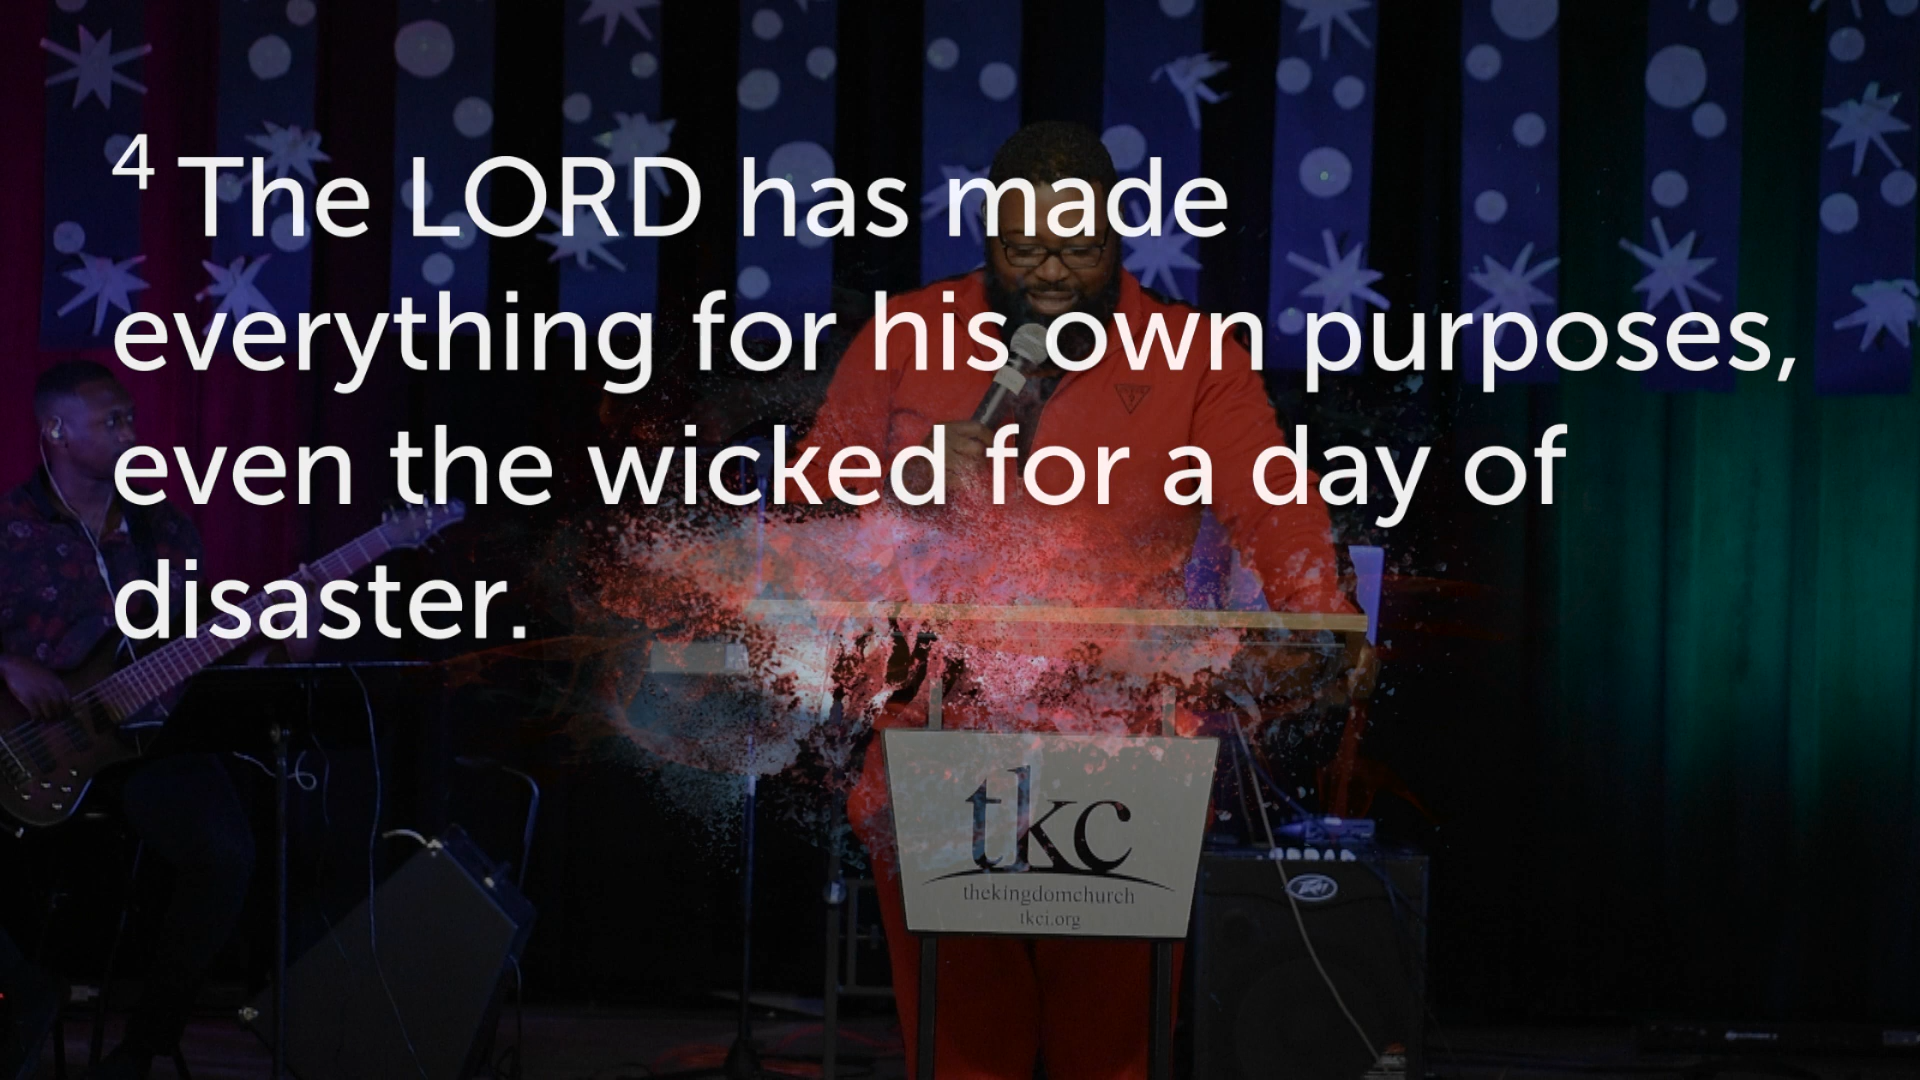 4 The LORD has made
everything for his own purposes,
even the wicked for a day of
disaster.
tkc
thekingdomchurch
tkci.org